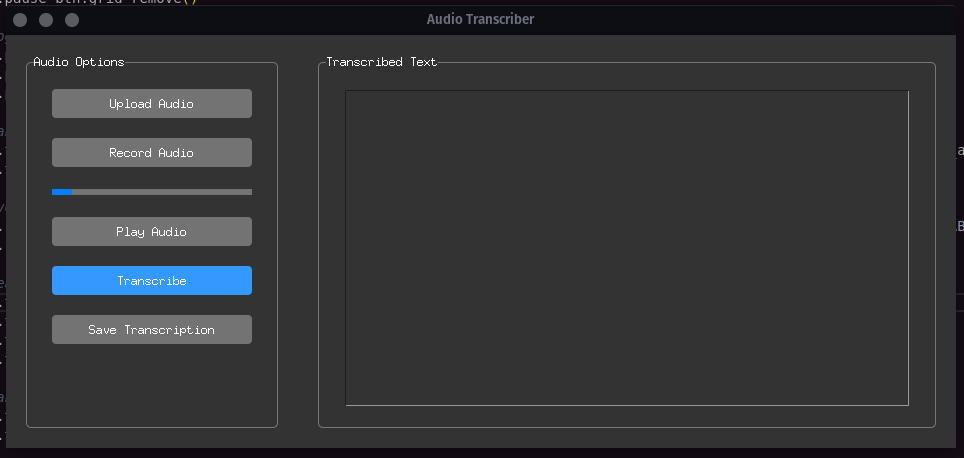 .pause_btn.grid_remove()
Audio Transcriber
Audio Options
Transcribed Text
Upload Audio
Record Audio
Play Audio
Transcribe
Save Transcription